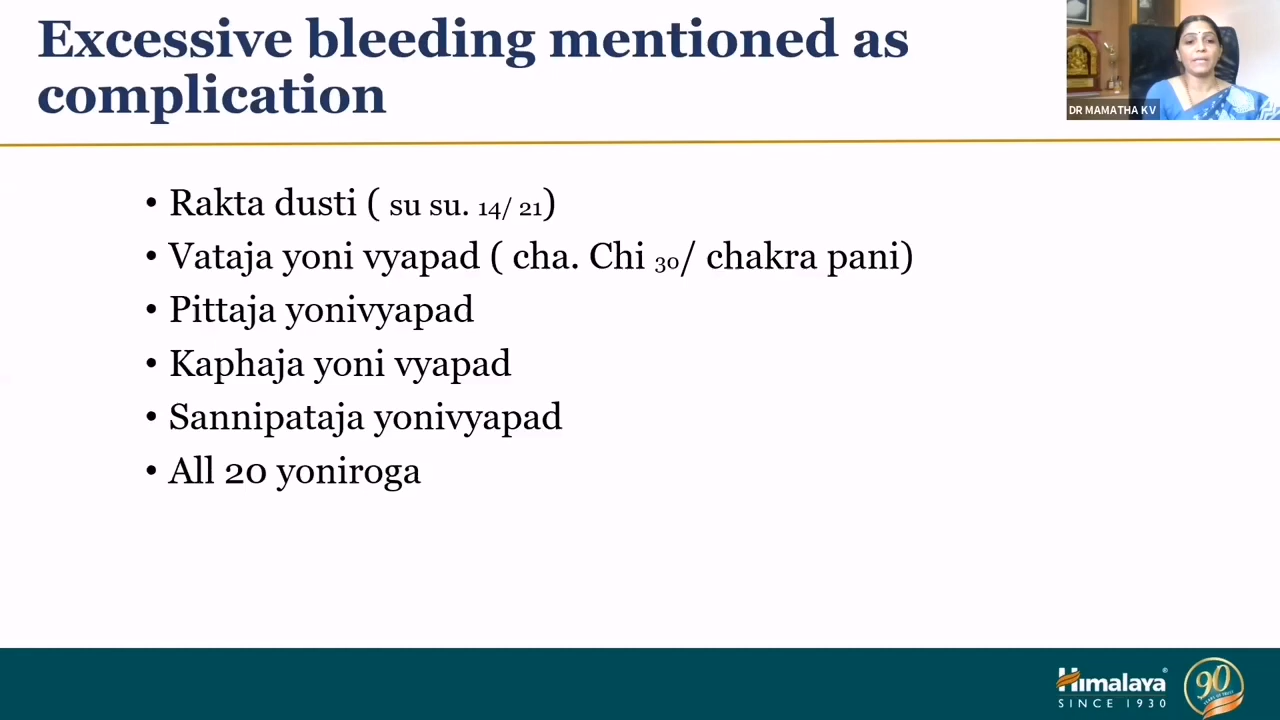 Excessive bleeding mentioned as
complication
DR MAMATHA K V
• Rakta dusti ( su su. 14/ 21)
• Vataja yoni vyapad ( cha. Chi 30/ chakra pani)
• Pittaja yonivyapad
• Kaphaja yoni vyapad
• Sannipataja yonivyapad
• All 20 yoniroga
Himalaya
SINCE 1930
90